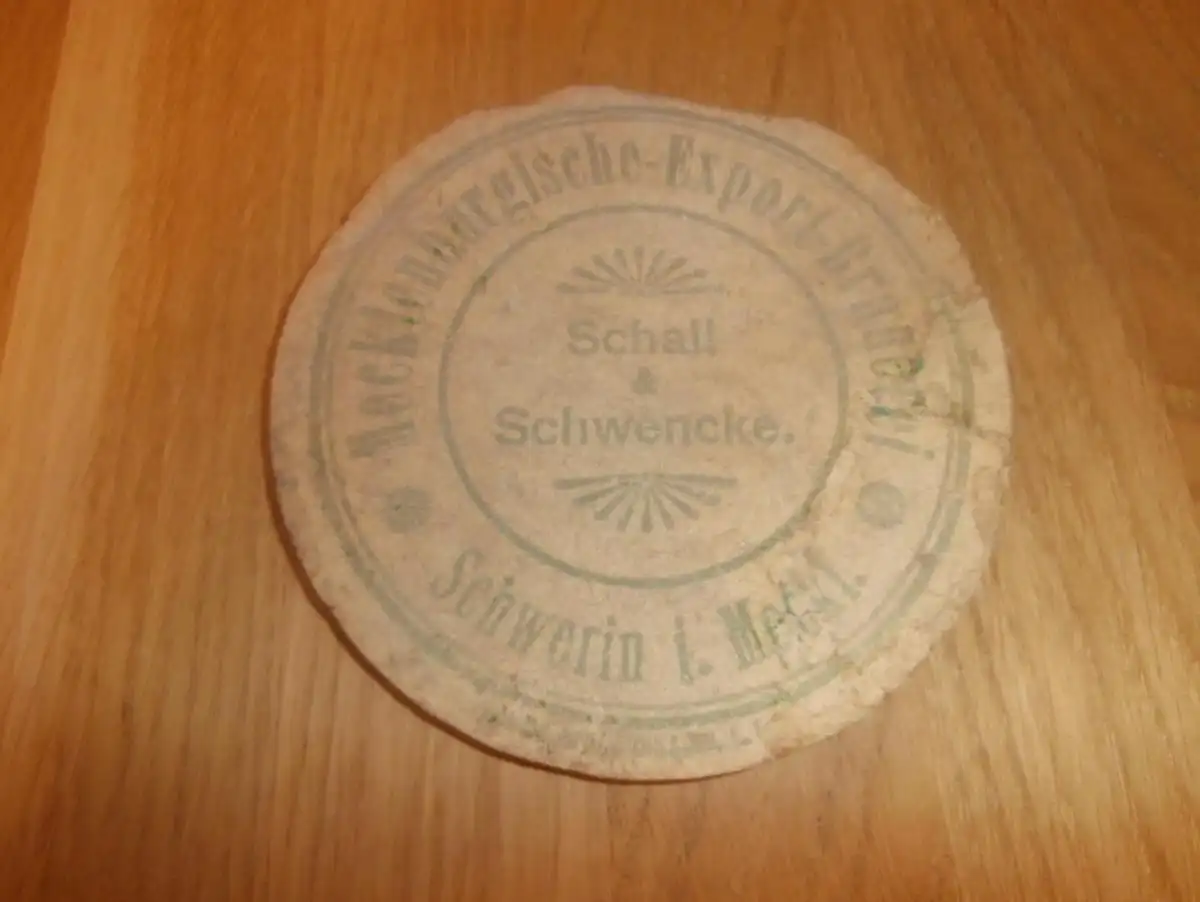 Mecklenburgische-Export-Brauerei
Schall
&
Schwencke.
Schwerin i. Meckl.